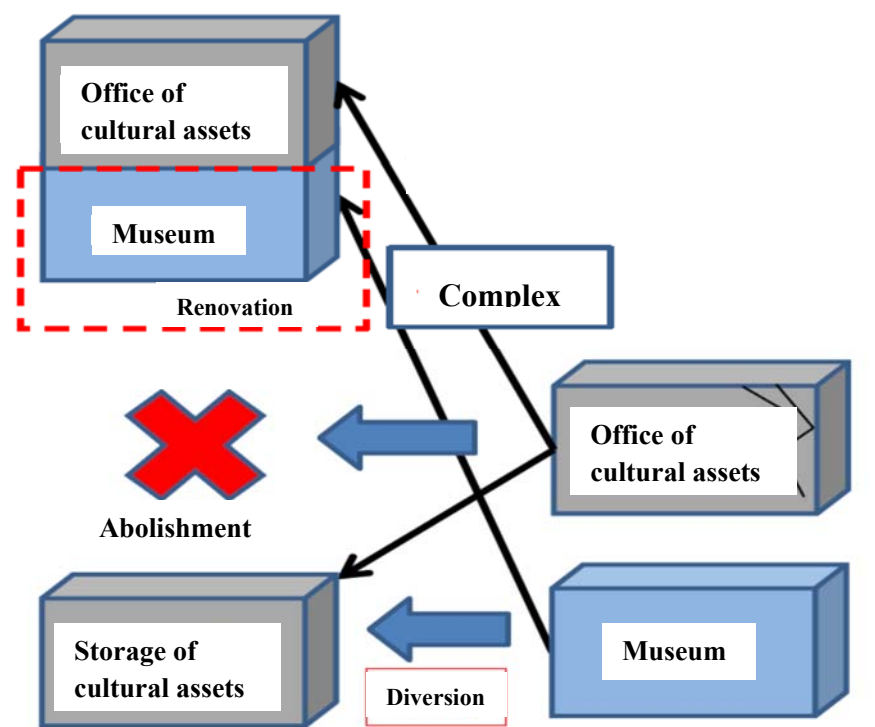 Office of
cultural assets
Museum
Renovation
Complex
Office of
cultural assets
Abolishment
Storage of
cultural assets
Diversion
Museum